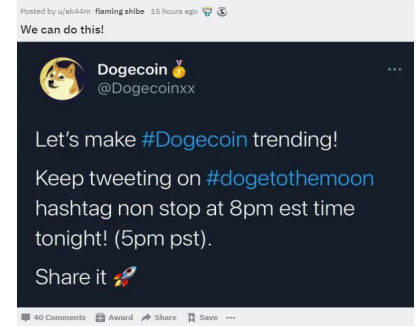 Posted by u/ak44m flaming shibe 15 hours ago
We can do this!
Dogecoin
@Dogecoinxx
Let's make #Dogecoin trending!
Keep tweeting on #dogetothemoon
hashtag non stop at 8pm est time
tonight! (5pm pst).
Share it 🚀
40 Comments Award Share Save